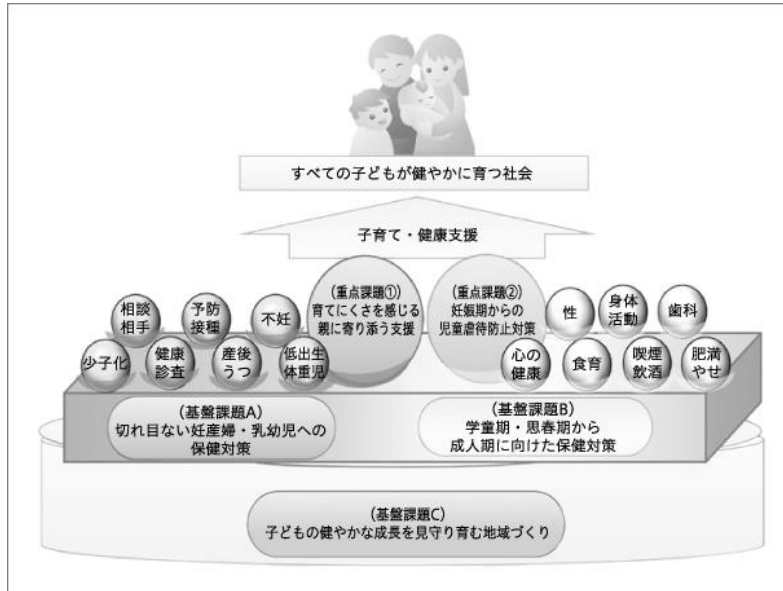 すべての子どもが健やかに育つ社会
子育て・健康支援
(重点課題①)
育てにくさを感じる
親に寄り添う支援
(重点課題②)
妊娠期からの
児童虐待防止対策
相談
相手
予防
接種
不妊
少子化
健康
診査
産後
うつ
低出生
体重児
性
身体
活動
歯科
心の
健康
食育
喫煙
飲酒
肥満
やせ
(基盤課題A)
切れ目ない妊産婦・乳幼児への
保健対策
(基盤課題B)
学童期・思春期から
成人期に向けた保健対策
(基盤課題C)
子どもの健やかな成長を見守り育む地域づくり